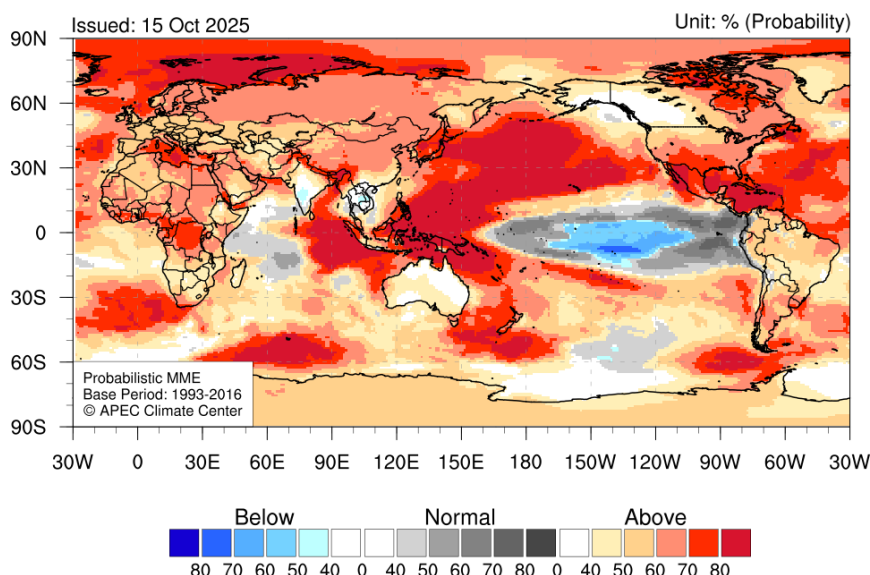 Issued: 15 Oct 2025
Unit: % (Probability)
90N
60N
30N
0
30S
60S
90S
Probabilistic MME
Base Period: 1993-2016
© APEC Climate Center
30W 0 30E 60E 90E 120E 150E 180 150W 120W 90W 60W 30W
Below Normal Above
80 70 60 50 40 0 40 50 60 70 80 0 40 50 60 70 80